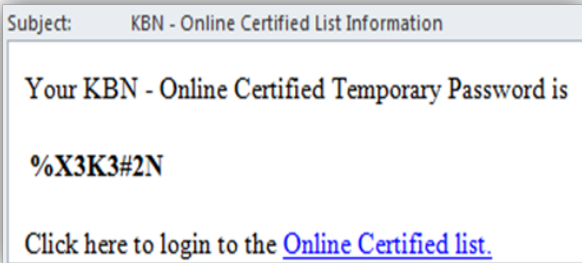 Subject: KBN - Online Certified List Information
Your KBN - Online Certified Temporary Password is
%X3K3#2N
Click here to login to the Online Certified list.